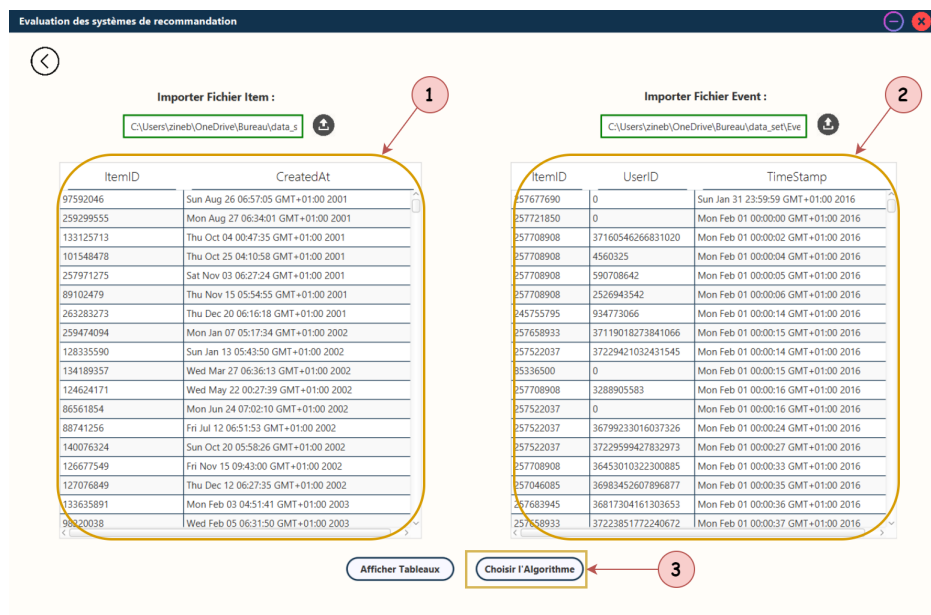 Evaluation des systèmes de recommandation
Importer Fichier Item :
1
C:\Users\zineb\OneDrive\Bureau\data_s
ItemID CreatedAt
97592046 Sun Aug 26 06:57:05 GMT+01:00 2001
259299555 Mon Aug 27 06:34:01 GMT+01:00 2001
133125713 Thu Oct 04 00:47:35 GMT+01:00 2001
101548478 Thu Oct 25 04:10:58 GMT+01:00 2001
257971275 Sat Nov 03 06:27:24 GMT+01:00 2001
89102479 Thu Nov 15 05:54:55 GMT+01:00 2001
263283273 Thu Dec 20 06:16:18 GMT+01:00 2001
259474094 Mon Jan 07 05:17:34 GMT+01:00 2002
128335590 Sun Jan 13 05:43:50 GMT+01:00 2002
134189357 Wed Mar 27 06:36:13 GMT+01:00 2002
124624171 Wed May 22 00:27:39 GMT+01:00 2002
86561854 Mon Jun 24 07:02:10 GMT+01:00 2002
88741256 Fri Jul 12 06:51:53 GMT+01:00 2002
140076324 Sun Oct 20 05:58:26 GMT+01:00 2002
126677549 Fri Nov 15 09:43:00 GMT+01:00 2002
127076849 Thu Dec 12 06:27:35 GMT+01:00 2002
133635891 Mon Feb 03 04:51:41 GMT+01:00 2003
98220038 Wed Feb 05 06:31:50 GMT+01:00 2003
Importer Fichier Event :
2
C:\Users\zineb\OneDrive\Bureau\data_set\Eve
ItemID UserID TimeStamp
257677690 0 Sun Jan 31 23:59:59 GMT+01:00 2016
257721850 0 Mon Feb 01 00:00:00 GMT+01:00 2016
257708908 37160546266831020 Mon Feb 01 00:00:02 GMT+01:00 2016
257708908 4560325 Mon Feb 01 00:00:04 GMT+01:00 2016
257708908 590708642 Mon Feb 01 00:00:05 GMT+01:00 2016
257708908 2526943542 Mon Feb 01 00:00:06 GMT+01:00 2016
245755795 934773066 Mon Feb 01 00:00:14 GMT+01:00 2016
257658933 37119018273841066 Mon Feb 01 00:00:15 GMT+01:00 2016
257522037 37229421032431545 Mon Feb 01 00:00:14 GMT+01:00 2016
85336500 0 Mon Feb 01 00:00:15 GMT+01:00 2016
257708908 3288905583 Mon Feb 01 00:00:16 GMT+01:00 2016
257522037 0 Mon Feb 01 00:00:16 GMT+01:00 2016
257522037 36799233016037326 Mon Feb 01 00:00:24 GMT+01:00 2016
257522037 37229599427832973 Mon Feb 01 00:00:27 GMT+01:00 2016
257708908 36453010322300885 Mon Feb 01 00:00:33 GMT+01:00 2016
257046085 36983452607896877 Mon Feb 01 00:00:35 GMT+01:00 2016
257683945 36817304161303653 Mon Feb 01 00:00:36 GMT+01:00 2016
257658933 37223851772240672 Mon Feb 01 00:00:37 GMT+01:00 2016
Afficher Tableaux
Choisir l'Algorithme
3